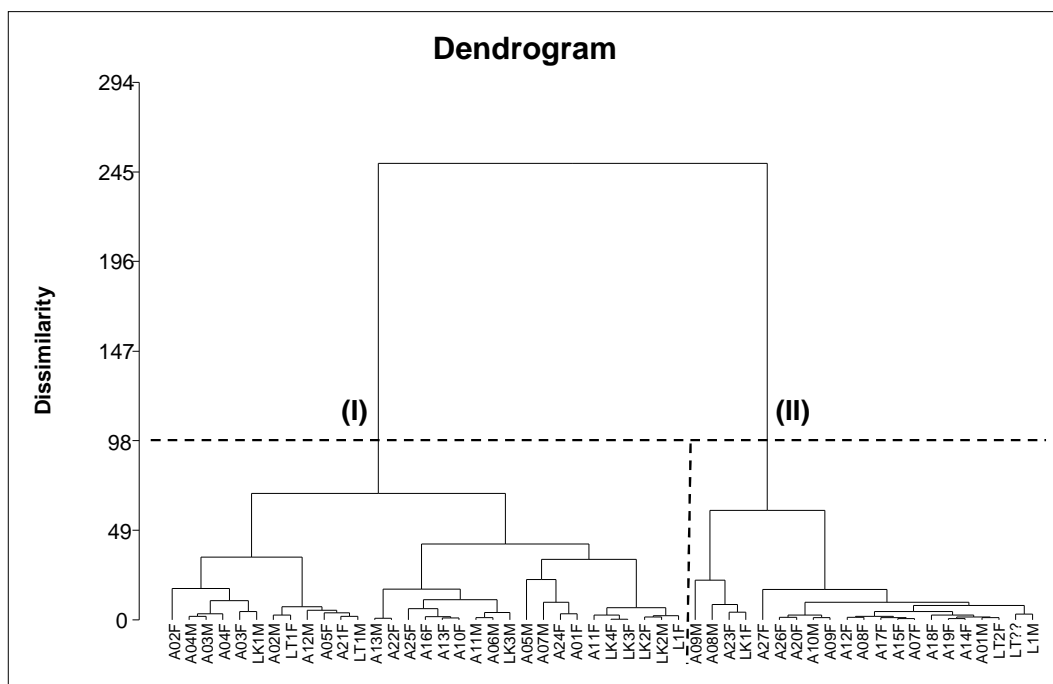 Dendrogram
294
245
196
147
98
49
0
Dissimilarity
(I)
(II)
A02F
A04M
A03M
A04F
A03F
LK1M
A02M
LT1F
A12M
A05F
A21F
LT1M
A13M
A22F
A25F
A16F
A13F
A10F
A11M
A06M
LK3M
A05M
A07M
A24F
A01F
A11F
LK4F
LK3F
LK2F
LK2M
L1F
A09M
A08M
A23F
LK1F
A27F
A26F
A20F
A10M
A09F
A12F
A08F
A17F
A15F
A07F
A18F
A19F
A14F
A01M
LT2F
LT??
L1M